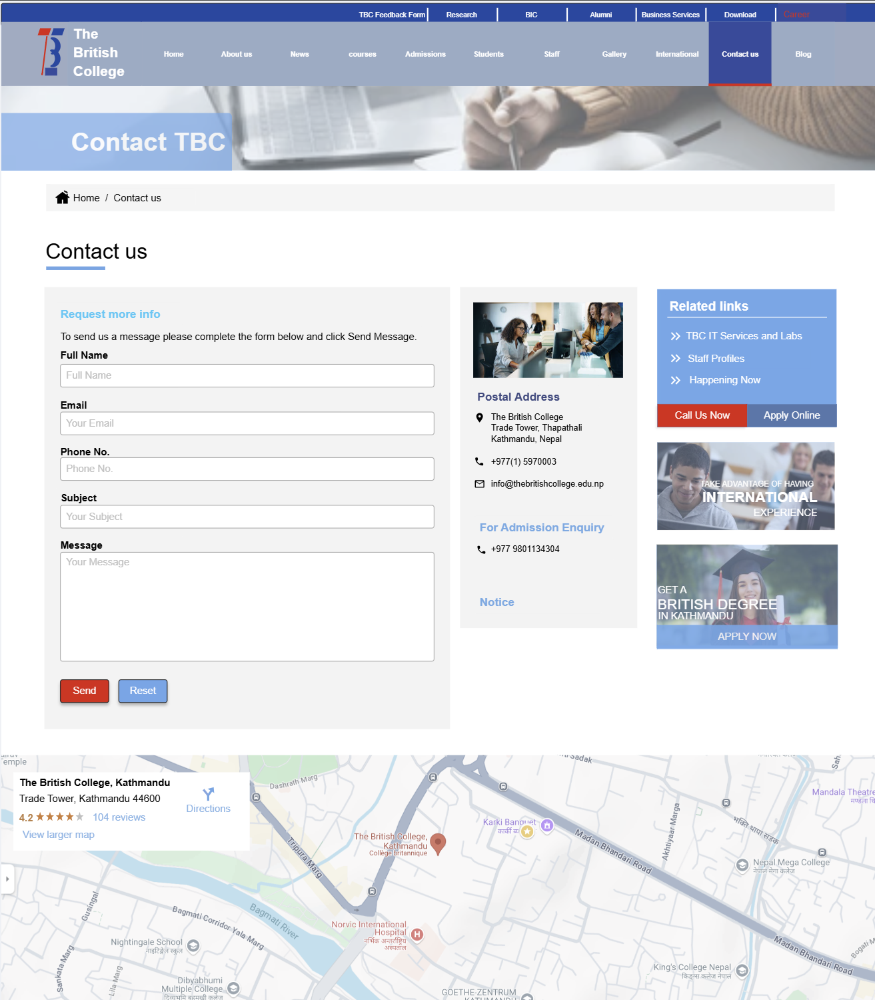 TBC Feedback Form
Research
BIC
Alumni
Business Services
Download
Career
The
British
College
Home
About us
News
courses
Admissions
Students
Staff
Gallery
International
Contact us
Blog
Contact TBC
Home / Contact us
Contact us
Request more info
To send us a message please complete the form below and click Send Message.
Full Name
Full Name
Email
Your Email
Phone No.
Phone No.
Subject
Your Subject
Message
Your Message
Send
Reset
Postal Address
The British College
Trade Tower, Thapathali
Kathmandu, Nepal
+977(1) 5970003
info@thebritishcollege.edu.np
For Admission Enquiry
+977 9801134304
Notice
Related links
TBC IT Services and Labs
Staff Profiles
Happening Now
Call Us Now
Apply Online
TAKE ADVANTAGE OF HAVING
INTERNATIONAL
EXPERIENCE
GET A
BRITISH DEGREE
IN KATHMANDU
APPLY NOW
The British College, Kathmandu
Trade Tower, Kathmandu 44600
4.2
104 reviews
View larger map
Directions
Dashrath Marg
Sadak
Mandala Theatre
Karki Banquet
The British College,
Kathmandu
Collège britannique
Tripura Marg
Madan Bhandari Road
Akhtiyaar Marg
भक्ति थापा सडक
Nepal Mega College
नेपाल मेगा कलेज
Gusingal
Bagmati Corridor Yala Marg
Bagmati River
Norvic International
Hospital
नर्भिक अन्तर्राष्ट्रिय
अस्पताल
Nightingale School
नाइटिङ्गेल स्कुल
Sankata Marg
Lila Marg
Dibyabhumi
Multiple College
दिव्यभूमि बहुमुखी कलेज
King's College Nepal
किङ्ग्स कलेज नेपाल
Madan Bhandari Road
GOETHE-ZENTRUM
KATHMANDU